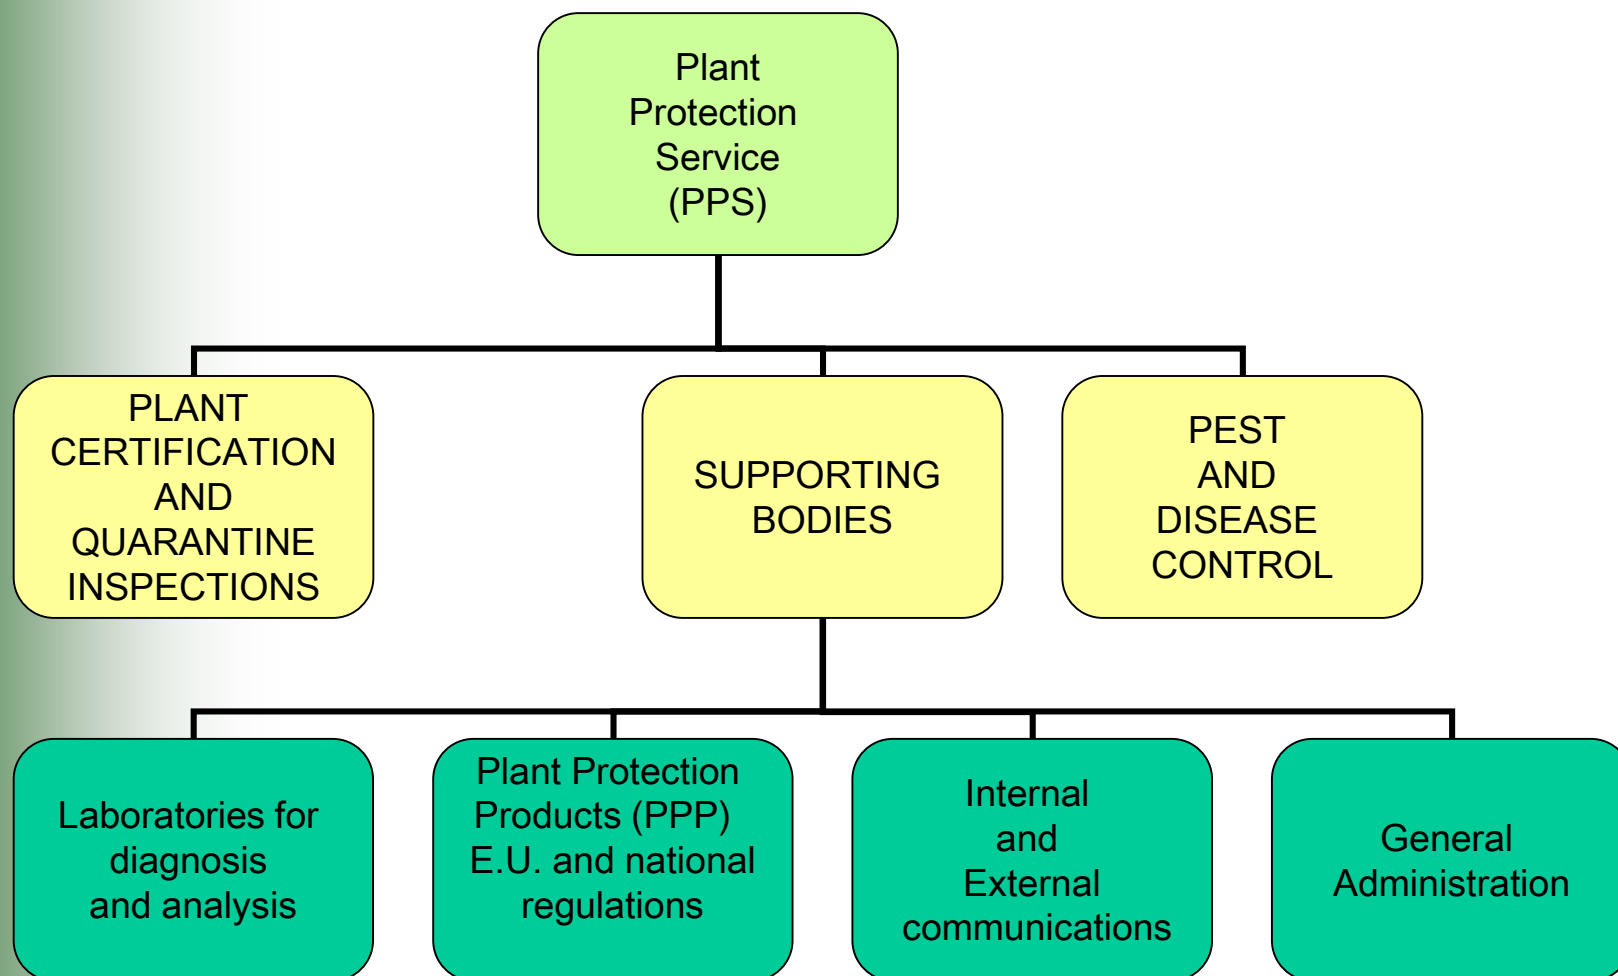 Plant
Protection
Service
(PPS)
PLANT
CERTIFICATION
AND
QUARANTINE
INSPECTIONS
SUPPORTING
BODIES
PEST
AND
DISEASE
CONTROL
Laboratories for
diagnosis
and analysis
Plant Protection
Products (PPP)
E.U. and national
regulations
Internal
and
External
communications
General
Administration